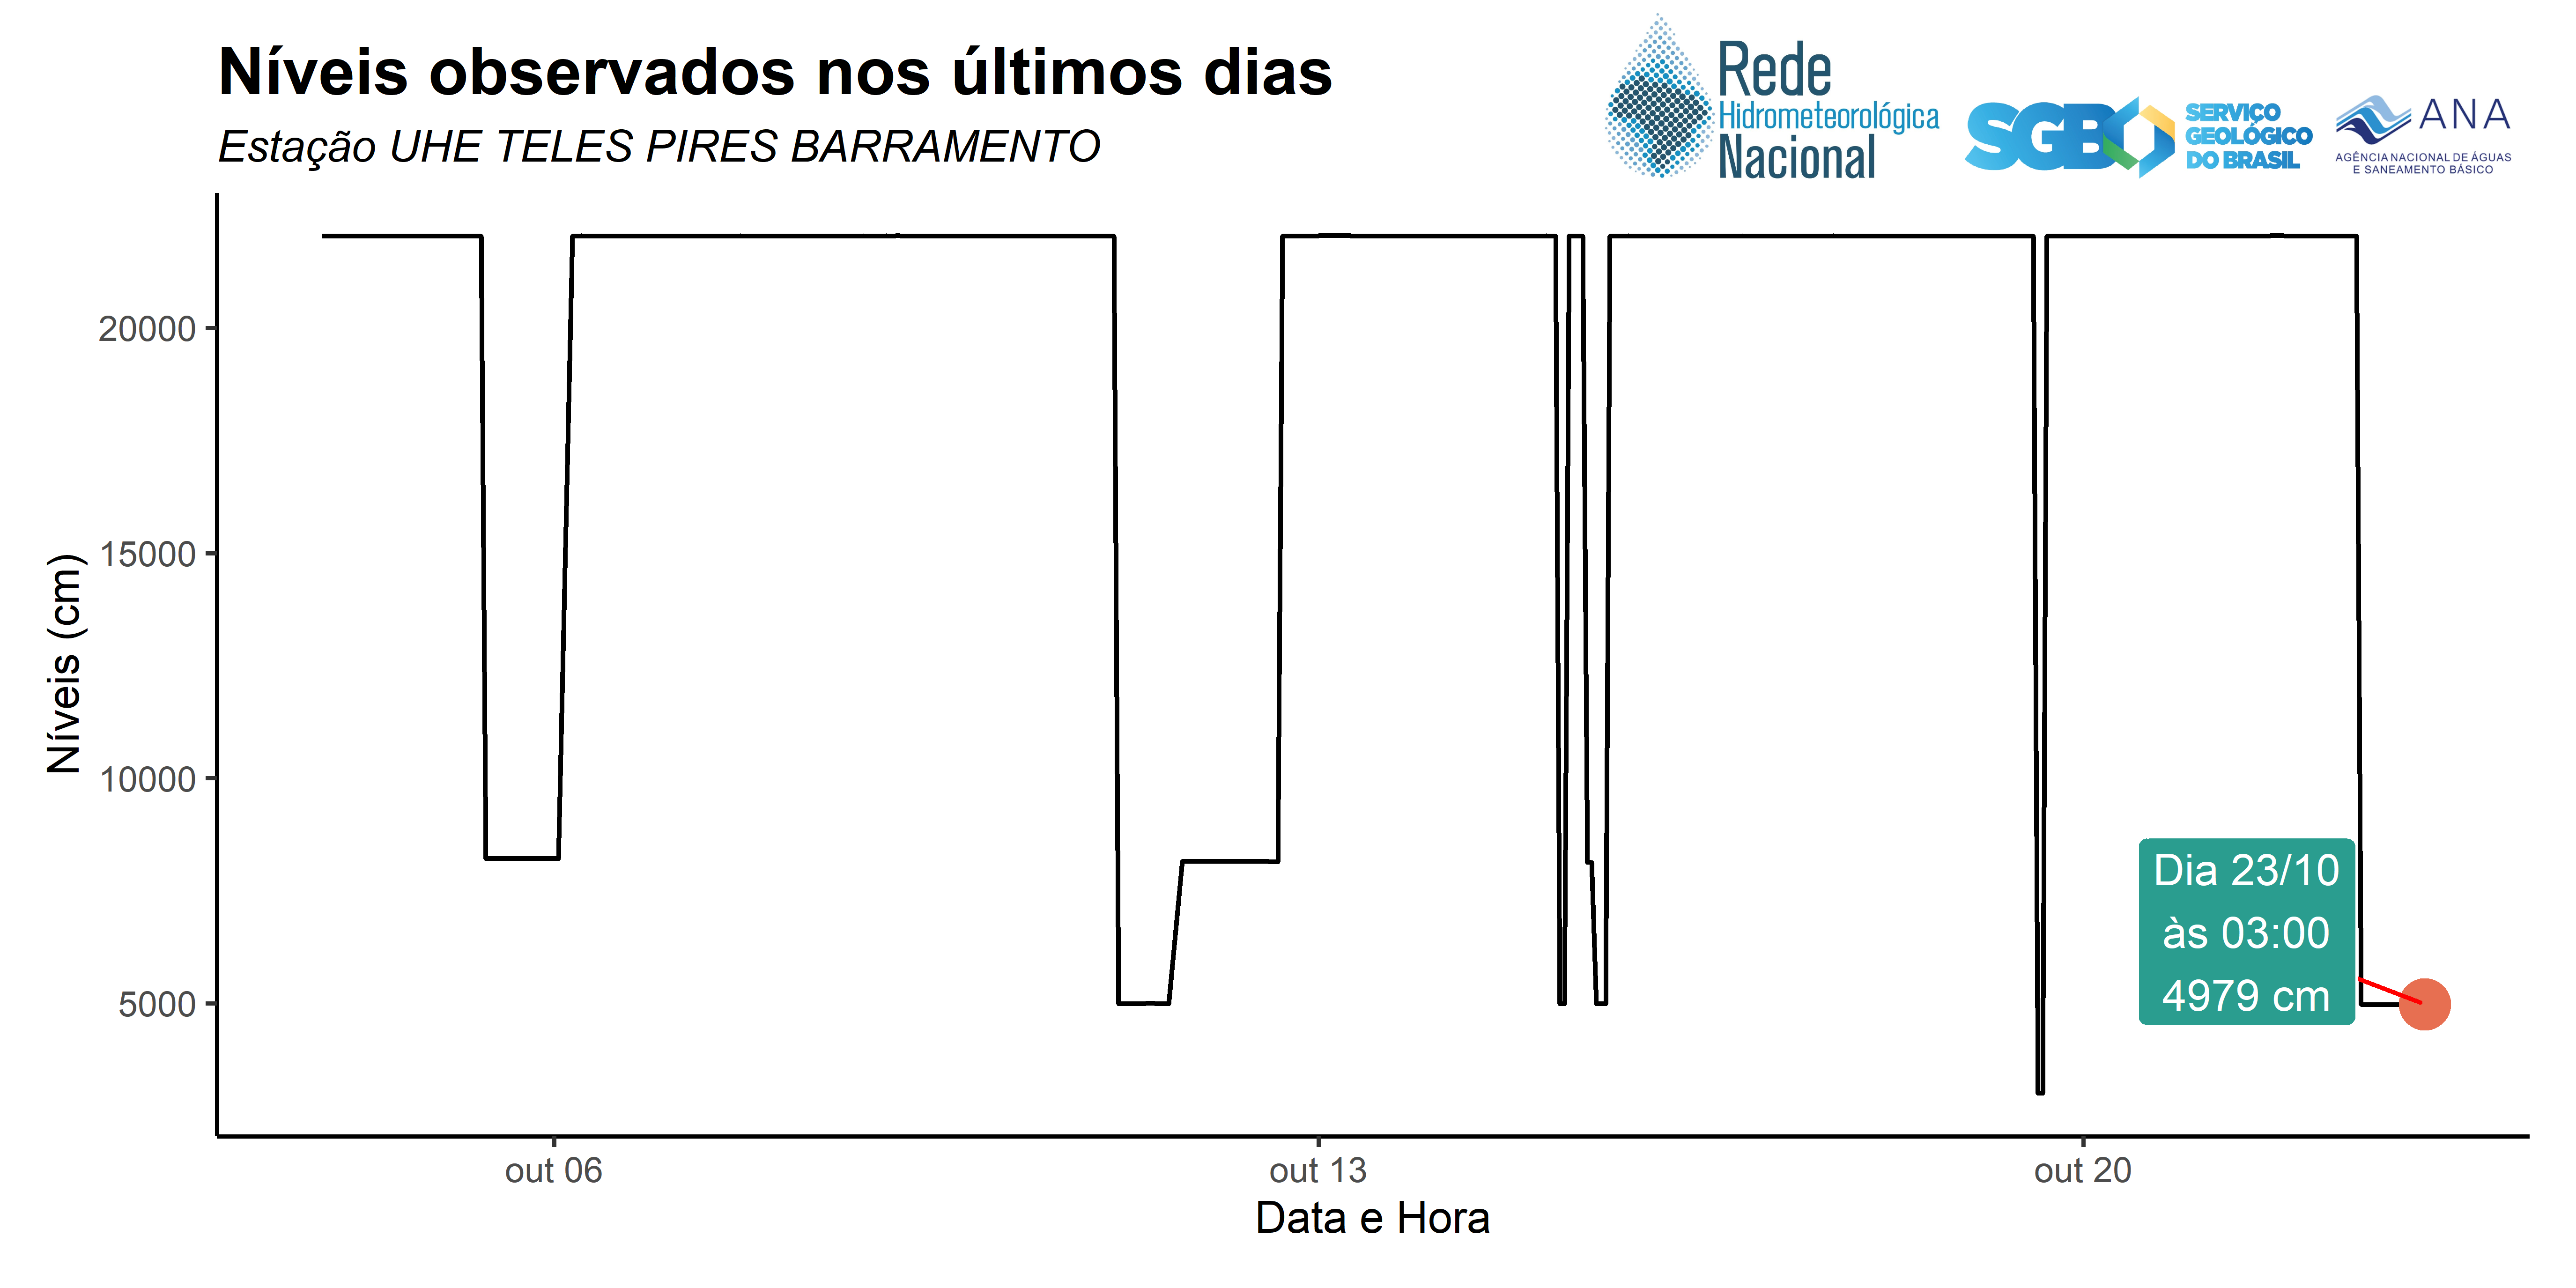 Níveis observados nos últimos dias
Estação UHE TELES PIRES BARRAMENTO
Rede
Hidrometeorológica
Nacional
SGB
SERVIÇO
GEOLÓGICO
DO BRASIL
ANA
AGÊNCIA NACIONAL DE ÁGUAS
E SANEAMENTO BÁSICO
Níveis (cm)
20000
15000
10000
5000
Dia 23/10
às 03:00
4979 cm
out 06
out 13
out 20
Data e Hora